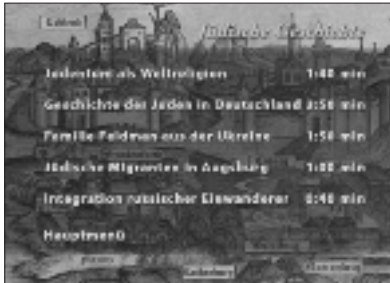 Jüdische Geschichte
Judentum als Weltreligion 1:40 min
Geschichte der Juden in Deutschland 3:50 min
Familie Feldman aus der Ukraine 1:50 min
Jüdische Migranten in Augsburg 1:00 min
Integration russischer Einwanderer 0:40 min
Hauptmenü